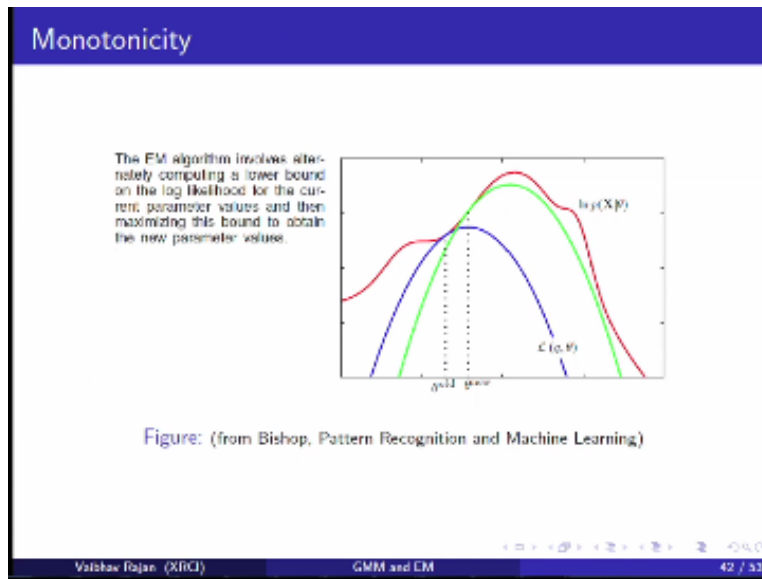 Monotonicity
The EM algorithm involves alter-
nately computing a lower bound
on the log likelihood for the cur-
rent parameter values and then
maximizing this bound to obtain
the new parameter values.
ln p(X|θ)
L (q, θ)
θold θnew
Figure: (from Bishop, Pattern Recognition and Machine Learning)
Vaibhav Rajan (XRCI) GMM and EM 42 / 53